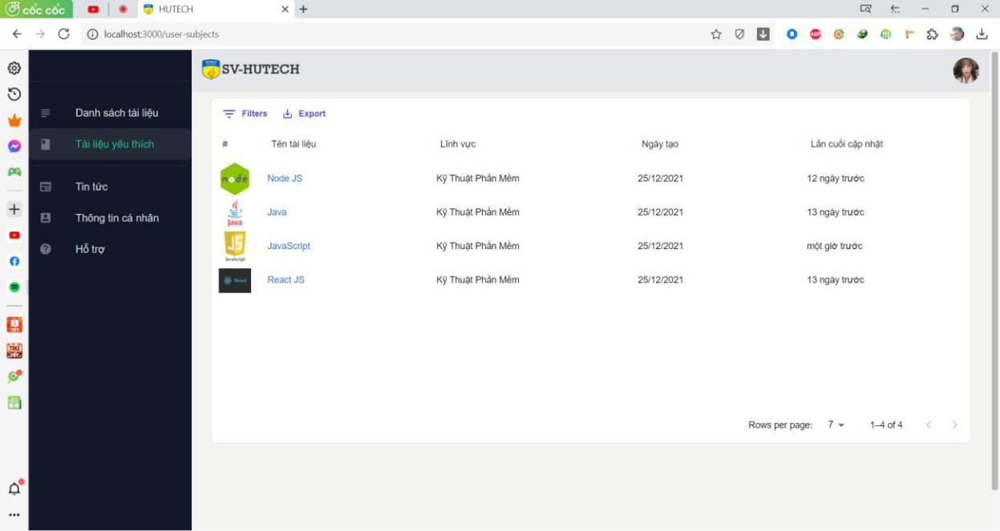 cốc cốc
HUTECH
localhost:3000/user-subjects
ABP
SV-HUTECH
Danh sách tài liệu
Tài liệu yêu thích
Tin tức
Thông tin cá nhân
Hỗ trợ
Filters Export
# Tên tài liệu Lĩnh vực Ngày tạo Lần cuối cập nhật
node Node JS Kỹ Thuật Phần Mềm 25/12/2021 12 ngày trước
Java Java Kỹ Thuật Phần Mềm 25/12/2021 13 ngày trước
JS JavaScript JavaScript Kỹ Thuật Phần Mềm 25/12/2021 một giờ trước
React React JS Kỹ Thuật Phần Mềm 25/12/2021 13 ngày trước
TIKI
Rows per page: 7 1–4 of 4